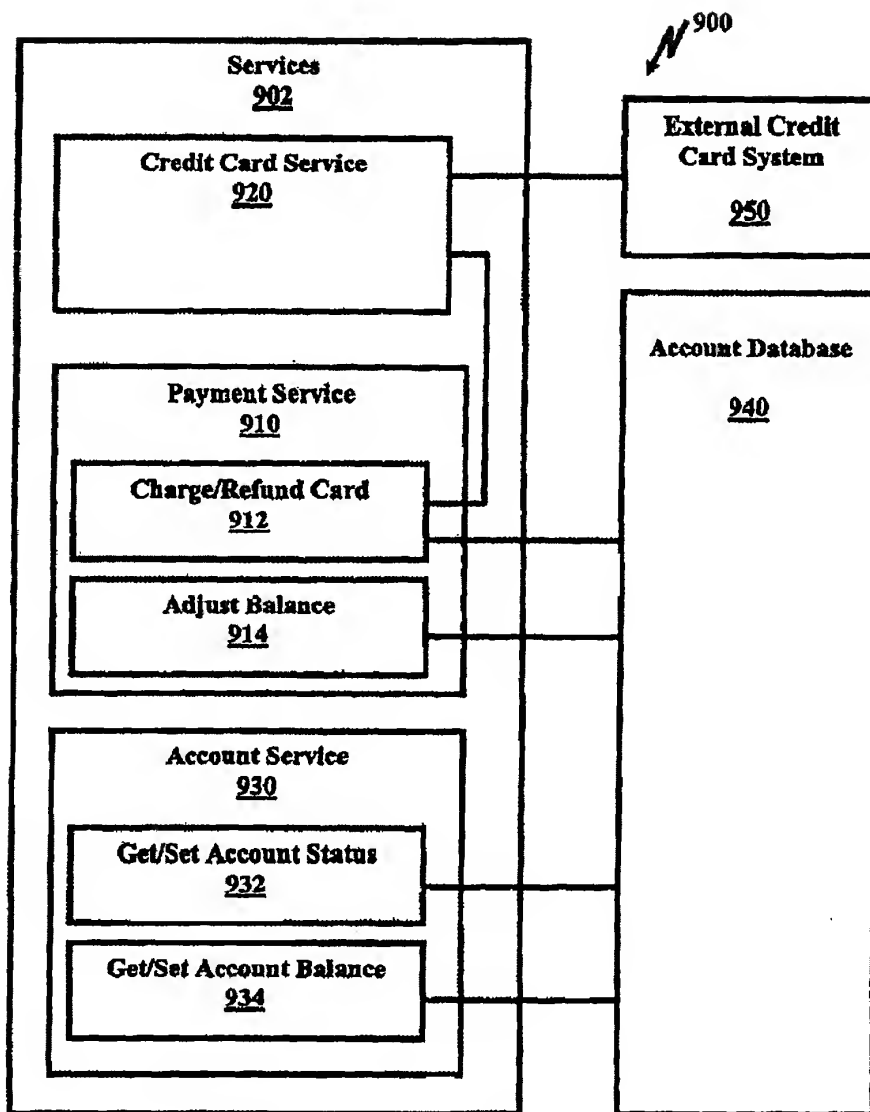 900
Services
902
Credit Card Service
920
External Credit
Card System
950
Payment Service
910
Charge/Refund Card
912
Adjust Balance
914
Account Database
940
Account Service
930
Get/Set Account Status
932
Get/Set Account Balance
934